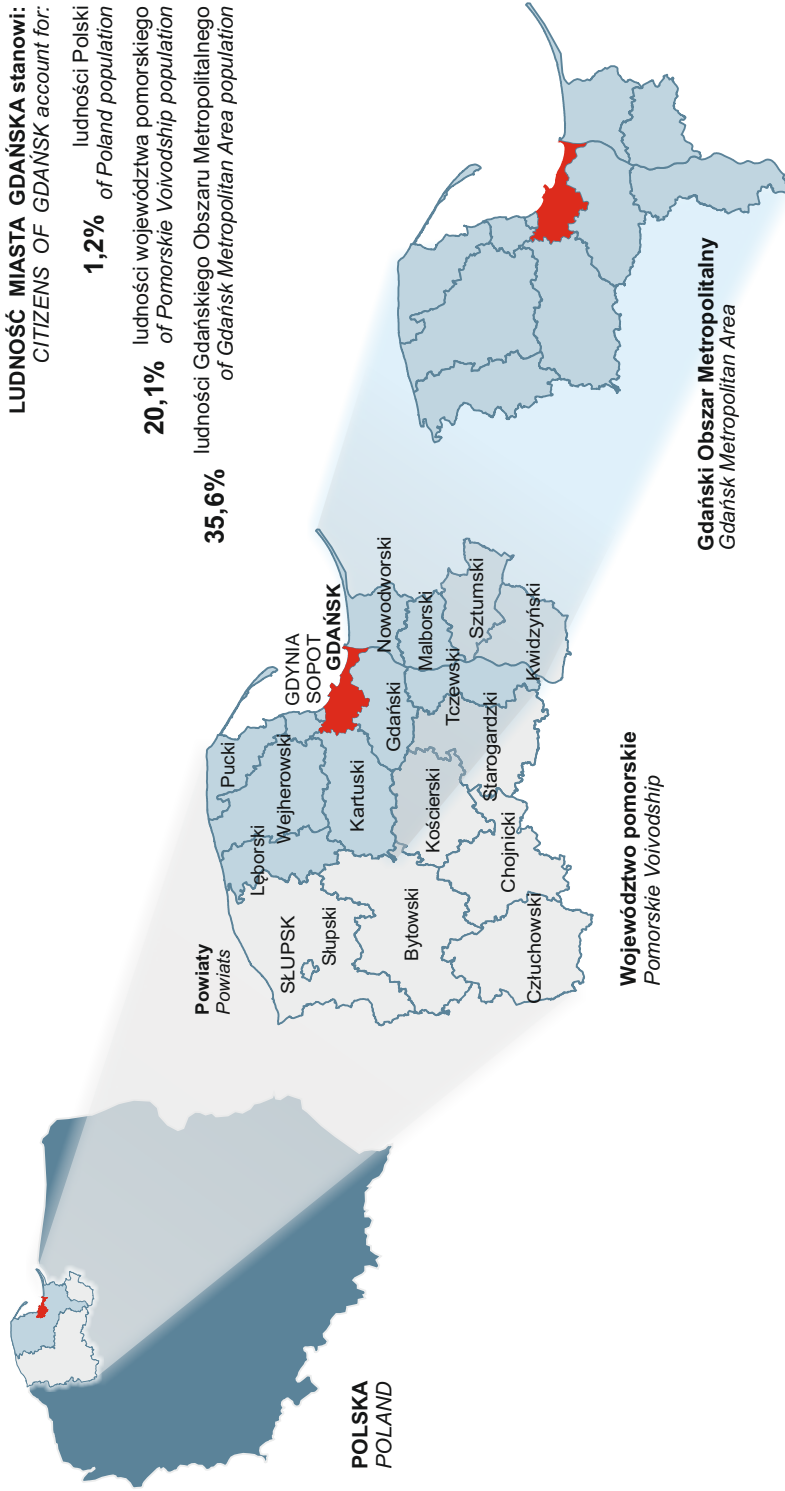 LUDNOŚĆ MIASTA GDAŃSKA stanowi:
CITIZENS OF GDAŃSK account for:
1,2%
ludności Polski
of Poland population
20,1%
ludności województwa pomorskiego
of Pomorskie Voivodship population
35,6%
ludności Gdańskiego Obszaru Metropolitalnego
of Gdańsk Metropolitan Area population
POLSKA
POLAND
Powiaty
Powiats
SŁUPSK
Słupski
Lęborski
Wejherowski
Pucki
GDYNIA
SOPOT
GDAŃSK
Kartuski
Gdański
Nowodworski
Malborski
Tczewski
Sztumski
Kwidzyński
Starogardzki
Kościerski
Bytowski
Chojnicki
Człuchowski
Województwo pomorskie
Pomorskie Voivodship
Gdański Obszar Metropolitalny
Gdańsk Metropolitan Area